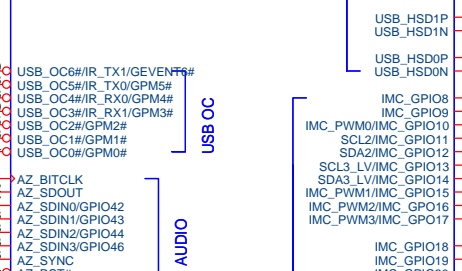 USB_HSD1P
USB_HSD1N
USB_HSD0P
USB_HSD0N
USB_OC6#/IR_TX1/GEVENT6#
USB_OC5#/IR_TX0/GPM5#
USB_OC4#/IR_RX0/GPM4#
USB_OC3#/IR_RX1/GPM3#
USB_OC2#/GPM2#
USB_OC1#/GPM1#
USB_OC0#/GPM0#
USB OC
AZ_BITCLK
AZ_SDOUT
AZ_SDIN0/GPIO42
AZ_SDIN1/GPIO43
AZ_SDIN2/GPIO44
AZ_SDIN3/GPIO46
AZ_SYNC
AUDIO
IMC_GPIO8
IMC_GPIO9
IMC_PWM0/IMC_GPIO10
SCL2/IMC_GPIO11
SDA2/IMC_GPIO12
SCL3_LV/IMC_GPIO13
SDA3_LV/IMC_GPIO14
IMC_PWM1/IMC_GPIO15
IMC_PWM2/IMC_GPO16
IMC_PWM3/IMC_GPO17
IMC_GPIO18
IMC_GPIO19